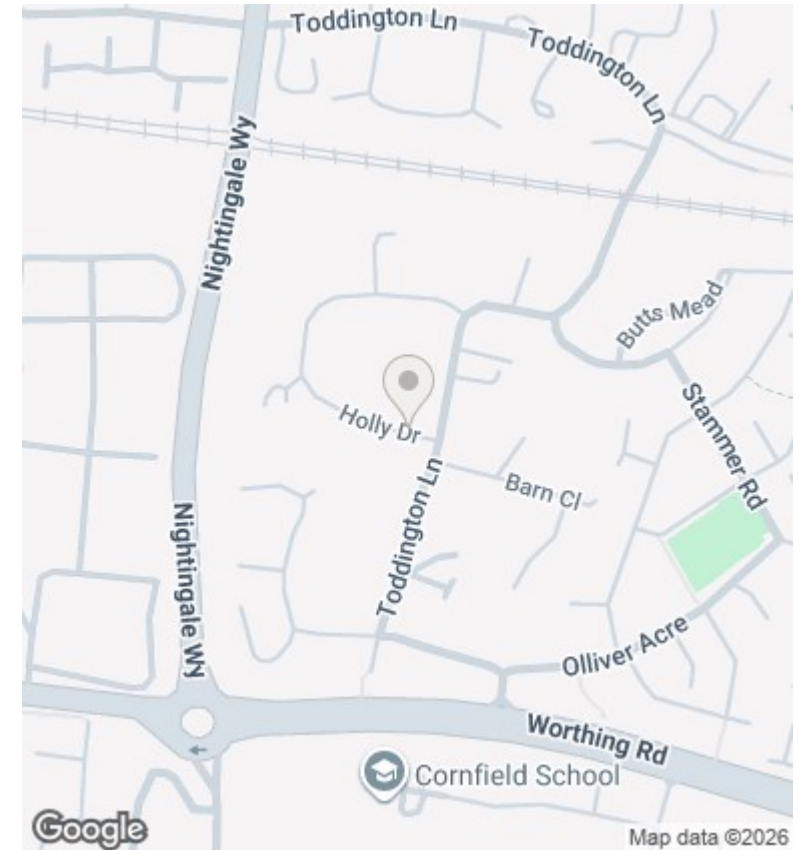 Toddington Ln
Toddington Ln
Nightingale Wy
Butts Mead
Stammer Rd
Holly Dr
Barn Cl
Toddington Ln
Nightingale Wy
Olliver Acre
Worthing Rd
Cornfield School
Google
Map data ©2026